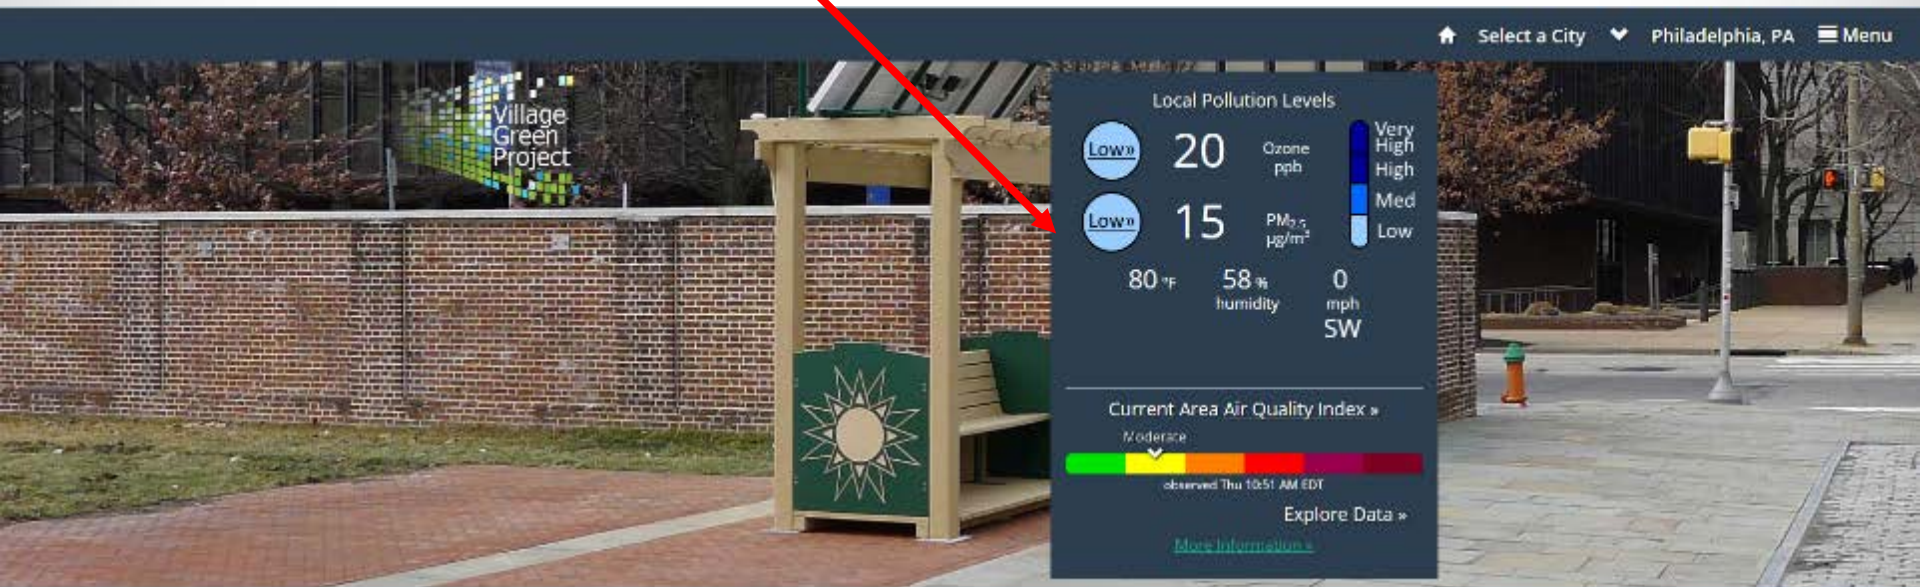 Select a City
Philadelphia, PA
Menu
Village
Green
Project
Local Pollution Levels
Low»
20
Ozone
ppb
Low»
15
PM2.5
µg/m³
Very
High
High
Med
Low
80 °F
58 %
humidity
0
mph
SW
Current Area Air Quality Index »
Moderate
observed Thu 10:51 AM EDT
Explore Data »
More Information »